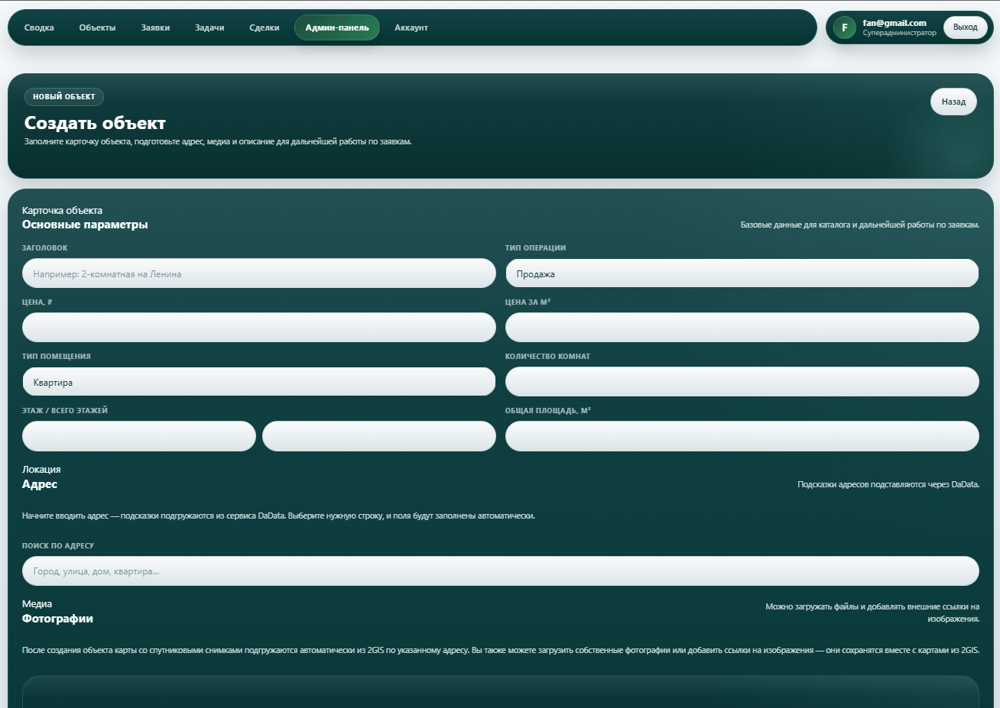 Сводка
Объекты
Заявки
Задачи
Сделки
Админ-панель
Аккаунт
F
fan@gmail.com
Суперадминистратор
Выход
НОВЫЙ ОБЪЕКТ
Назад
Создать объект
Заполните карточку объекта, подготовьте адрес, медиа и описание для дальнейшей работы по заявкам.
Карточка объекта
Основные параметры
Базовые данные для каталога и дальнейшей работы по заявкам.
ЗАГОЛОВОК
Например: 2-комнатная на Ленина
ТИП ОПЕРАЦИИ
Продажа
ЦЕНА, ₽
ЦЕНА ЗА М²
ТИП ПОМЕЩЕНИЯ
Квартира
КОЛИЧЕСТВО КОМНАТ
ЭТАЖ / ВСЕГО ЭТАЖЕЙ
ОБЩАЯ ПЛОЩАДЬ, М²
Локация
Адрес
Подсказки адресов подставляются через DaData.
Начните вводить адрес — подсказки подгружаются из сервиса DaData. Выберите нужную строку, и поля будут заполнены автоматически.
ПОИСК ПО АДРЕСУ
Город, улица, дом, квартира...
Медиа
Фотографии
Можно загружать файлы и добавлять внешние ссылки на
изображения.
После создания объекта карты со спутниковыми снимками подгружаются автоматически из 2GIS по указанному адресу. Вы также можете загрузить собственные фотографии или добавить ссылки на изображения — они сохранятся вместе с картами из 2GIS.